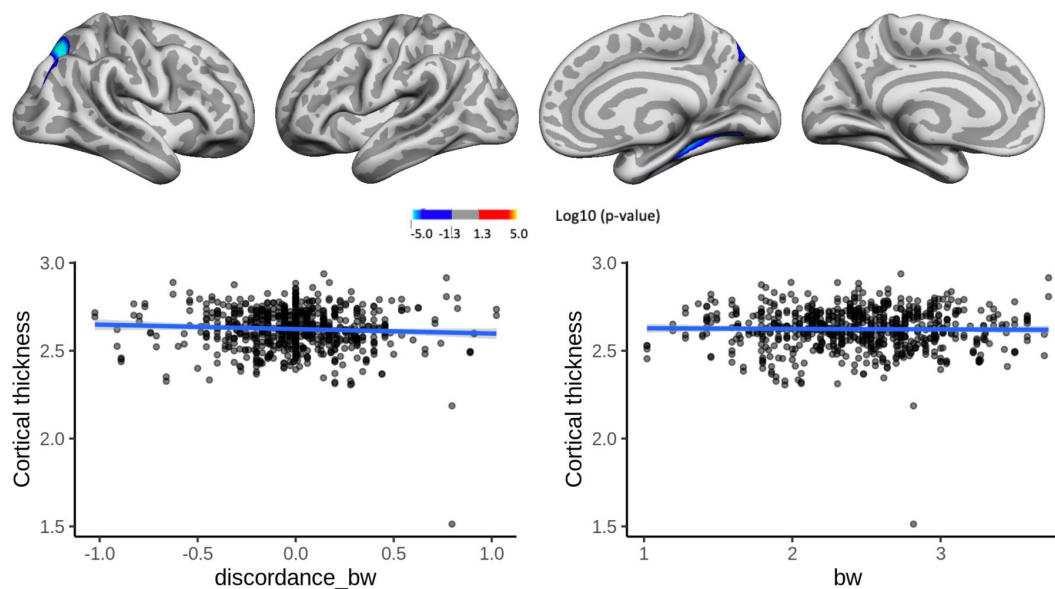 Log10 (p-value)
-5.0 -1.3 1.3 5.0
3.0
2.5
2.0
1.5
Cortical thickness
-1.0 -0.5 0.0 0.5 1.0
discordance_bw
3.0
2.5
2.0
1.5
Cortical thickness
1 2 3
bw